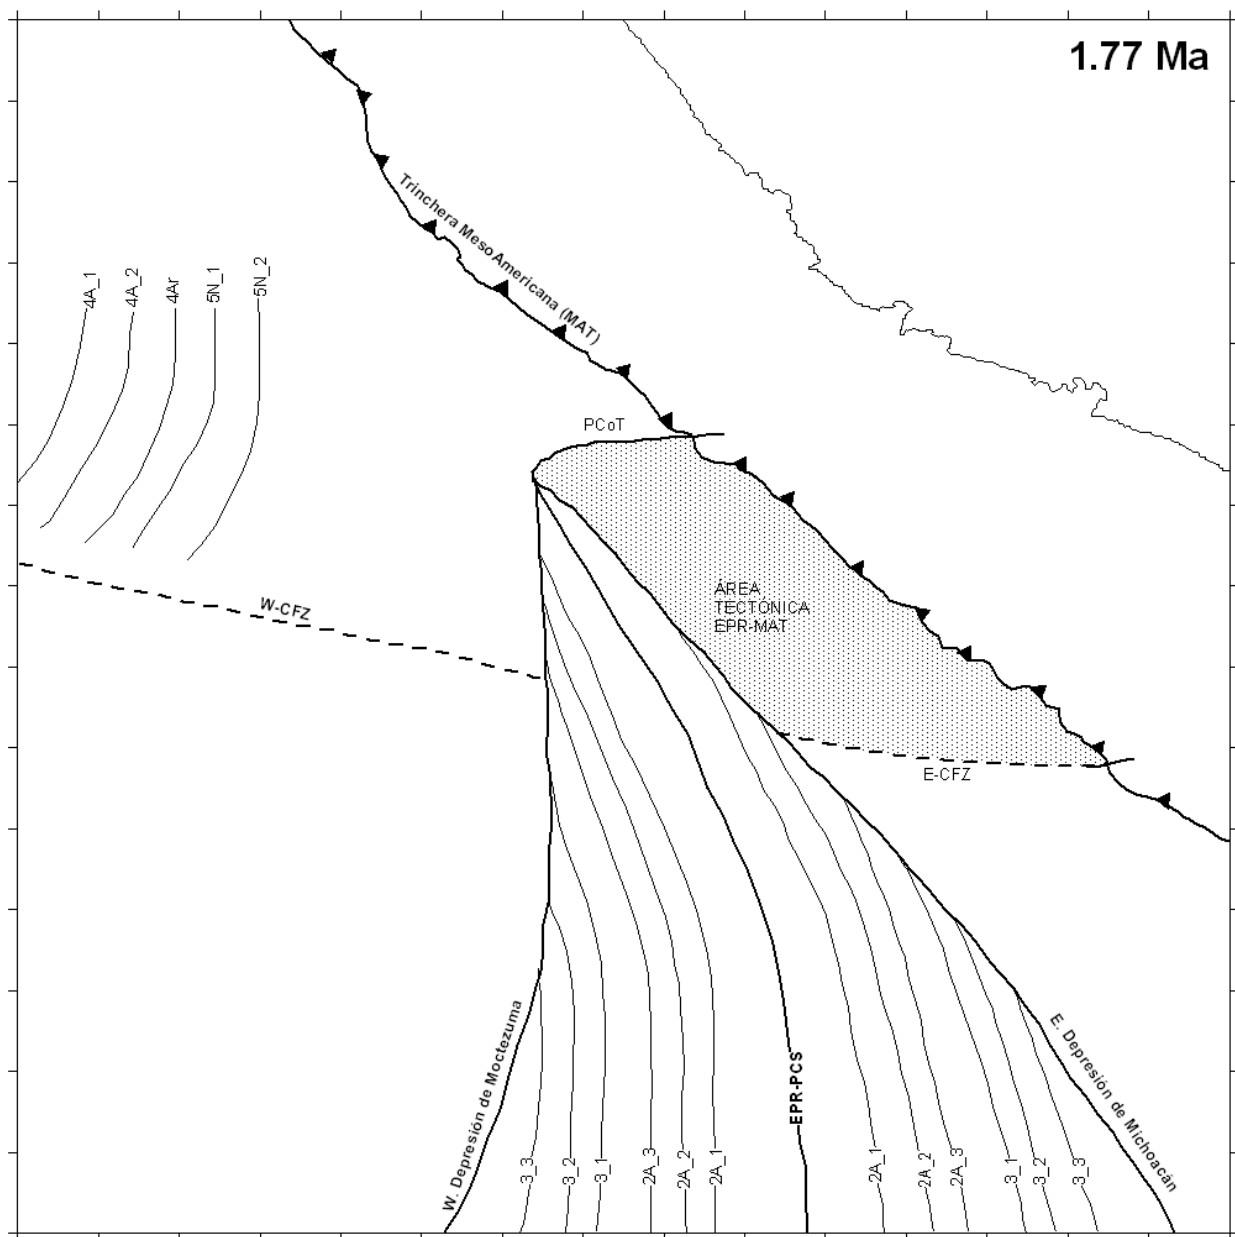 1.77 Ma
Trinchera Meso Americana (MAT)
4A_1
4A_2
4Ar
5N_1
5N_2
PCoT
ÁREA
TECTÓNICA
EPR-MAT
W-CFZ
E-CFZ
W. Depresión de Moctezuma
EPR-PCS
E. Depresión de Michoacán
3_3
3_2
3_1
2A_3
2A_2
2A_1
2A_1
2A_2
2A_3
3_1
3_2
3_3